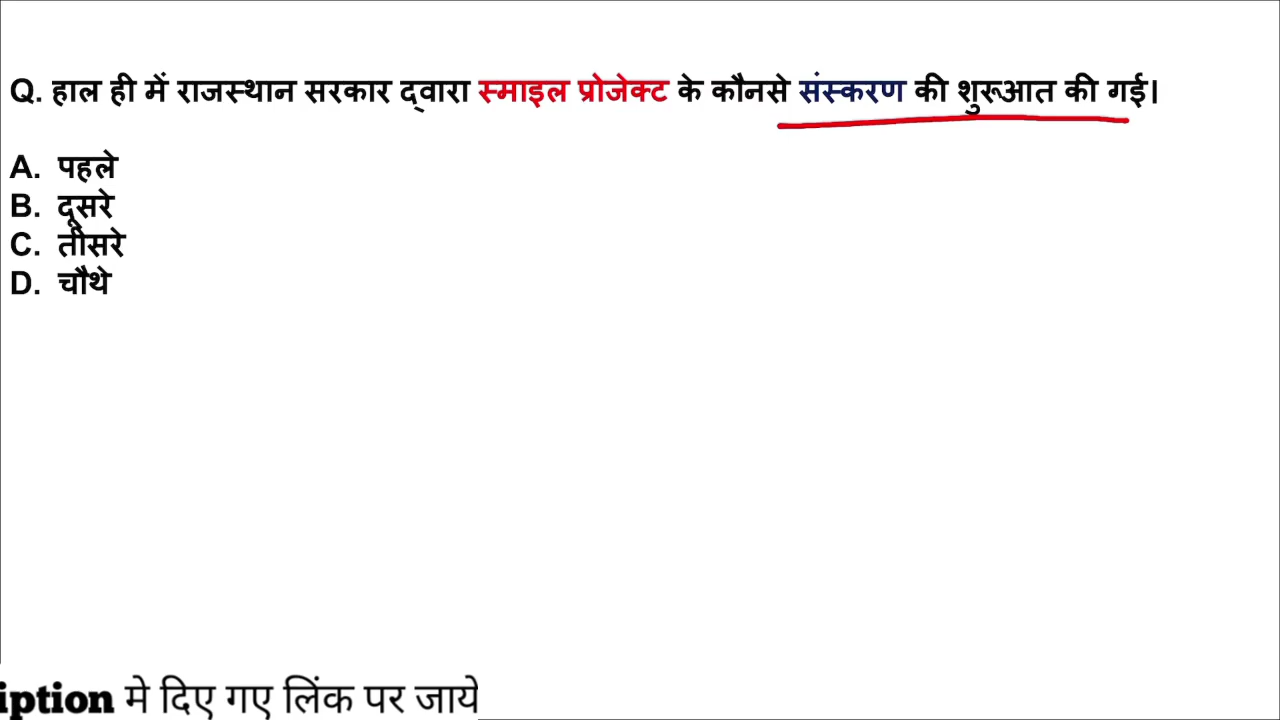 Q. हाल ही में राजस्थान सरकार द्वारा स्माइल प्रोजेक्ट के कौनसे संस्करण की शुरूआत की गई।
A. पहले
B. दूसरे
C. तीसरे
D. चौथे
iption मे दिए गए लिंक पर जाये